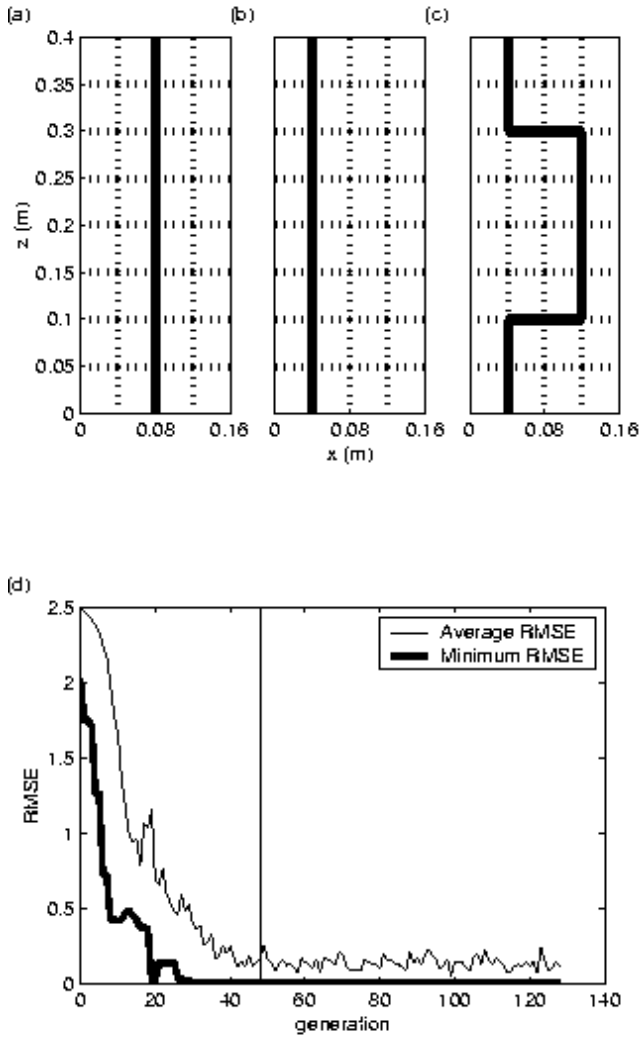 (a)
(b)
(c)
0.4
0.35
0.3
0.25
0.2
0.15
0.1
0.05
0
z (m)
0 0.08 0.16
0 0.08 0.16
0 0.08 0.16
x (m)
(d)
2.5
2
1.5
1
0.5
0
RMSE
Average RMSE
Minimum RMSE
0 20 40 60 80 100 120 140
generation